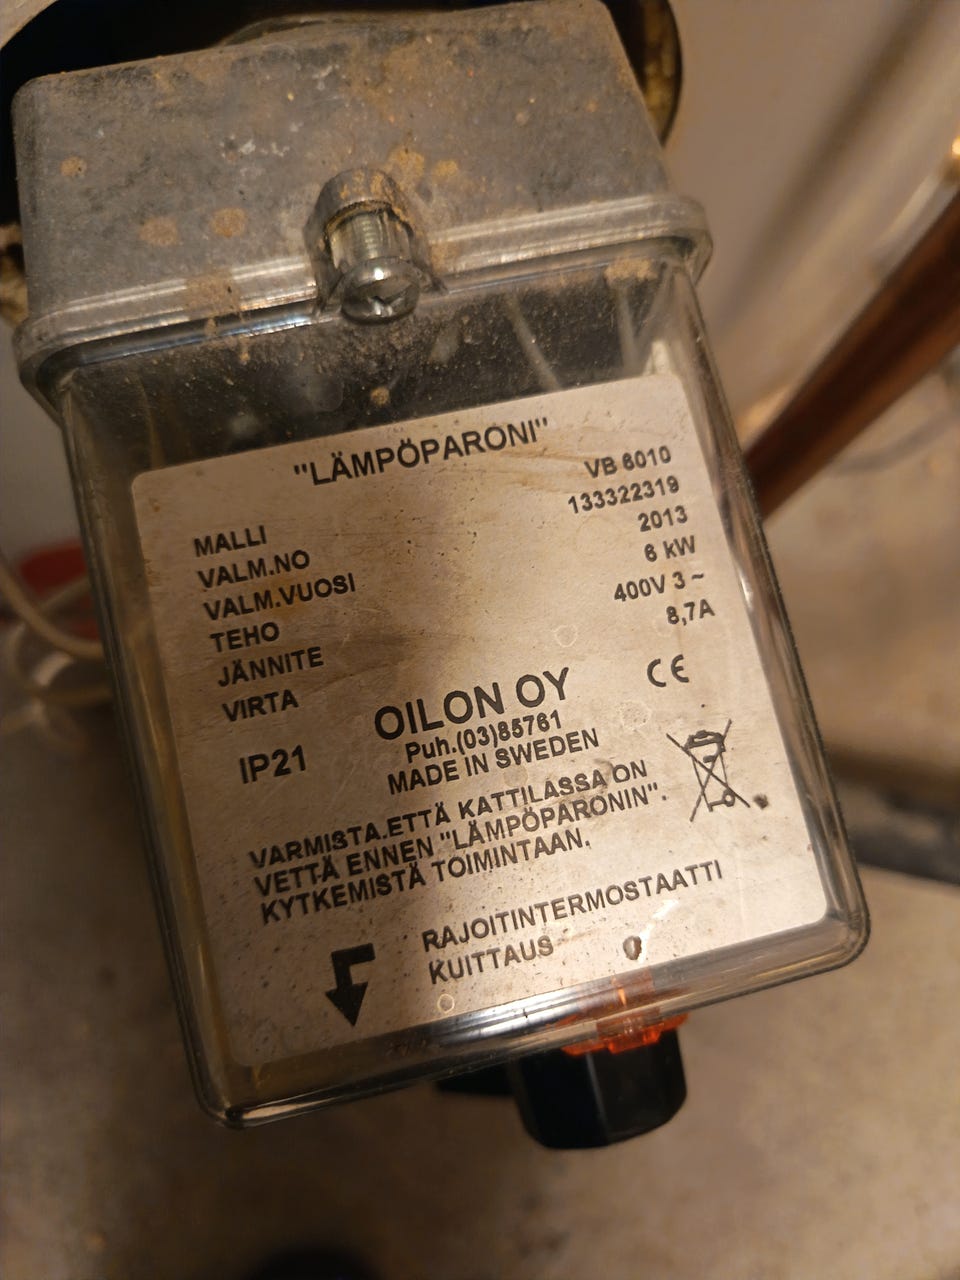 "LÄMPÖPARONI"
MALLI VB 6010
VALM.NO 133322319
VALM.VUOSI 2013
TEHO 6 kW
JÄNNITE 400V 3~
VIRTA 8,7A
CE
OILON OY
IP21
Puh.(03)85761
MADE IN SWEDEN
VARMISTA.ETTÄ KATTILASSA ON
VETTÄ ENNEN "LÄMPÖPARONIN".
KYTKEMISTÄ TOIMINTAAN.
RAJOITINTERMOSTAATTI
KUITTAUS